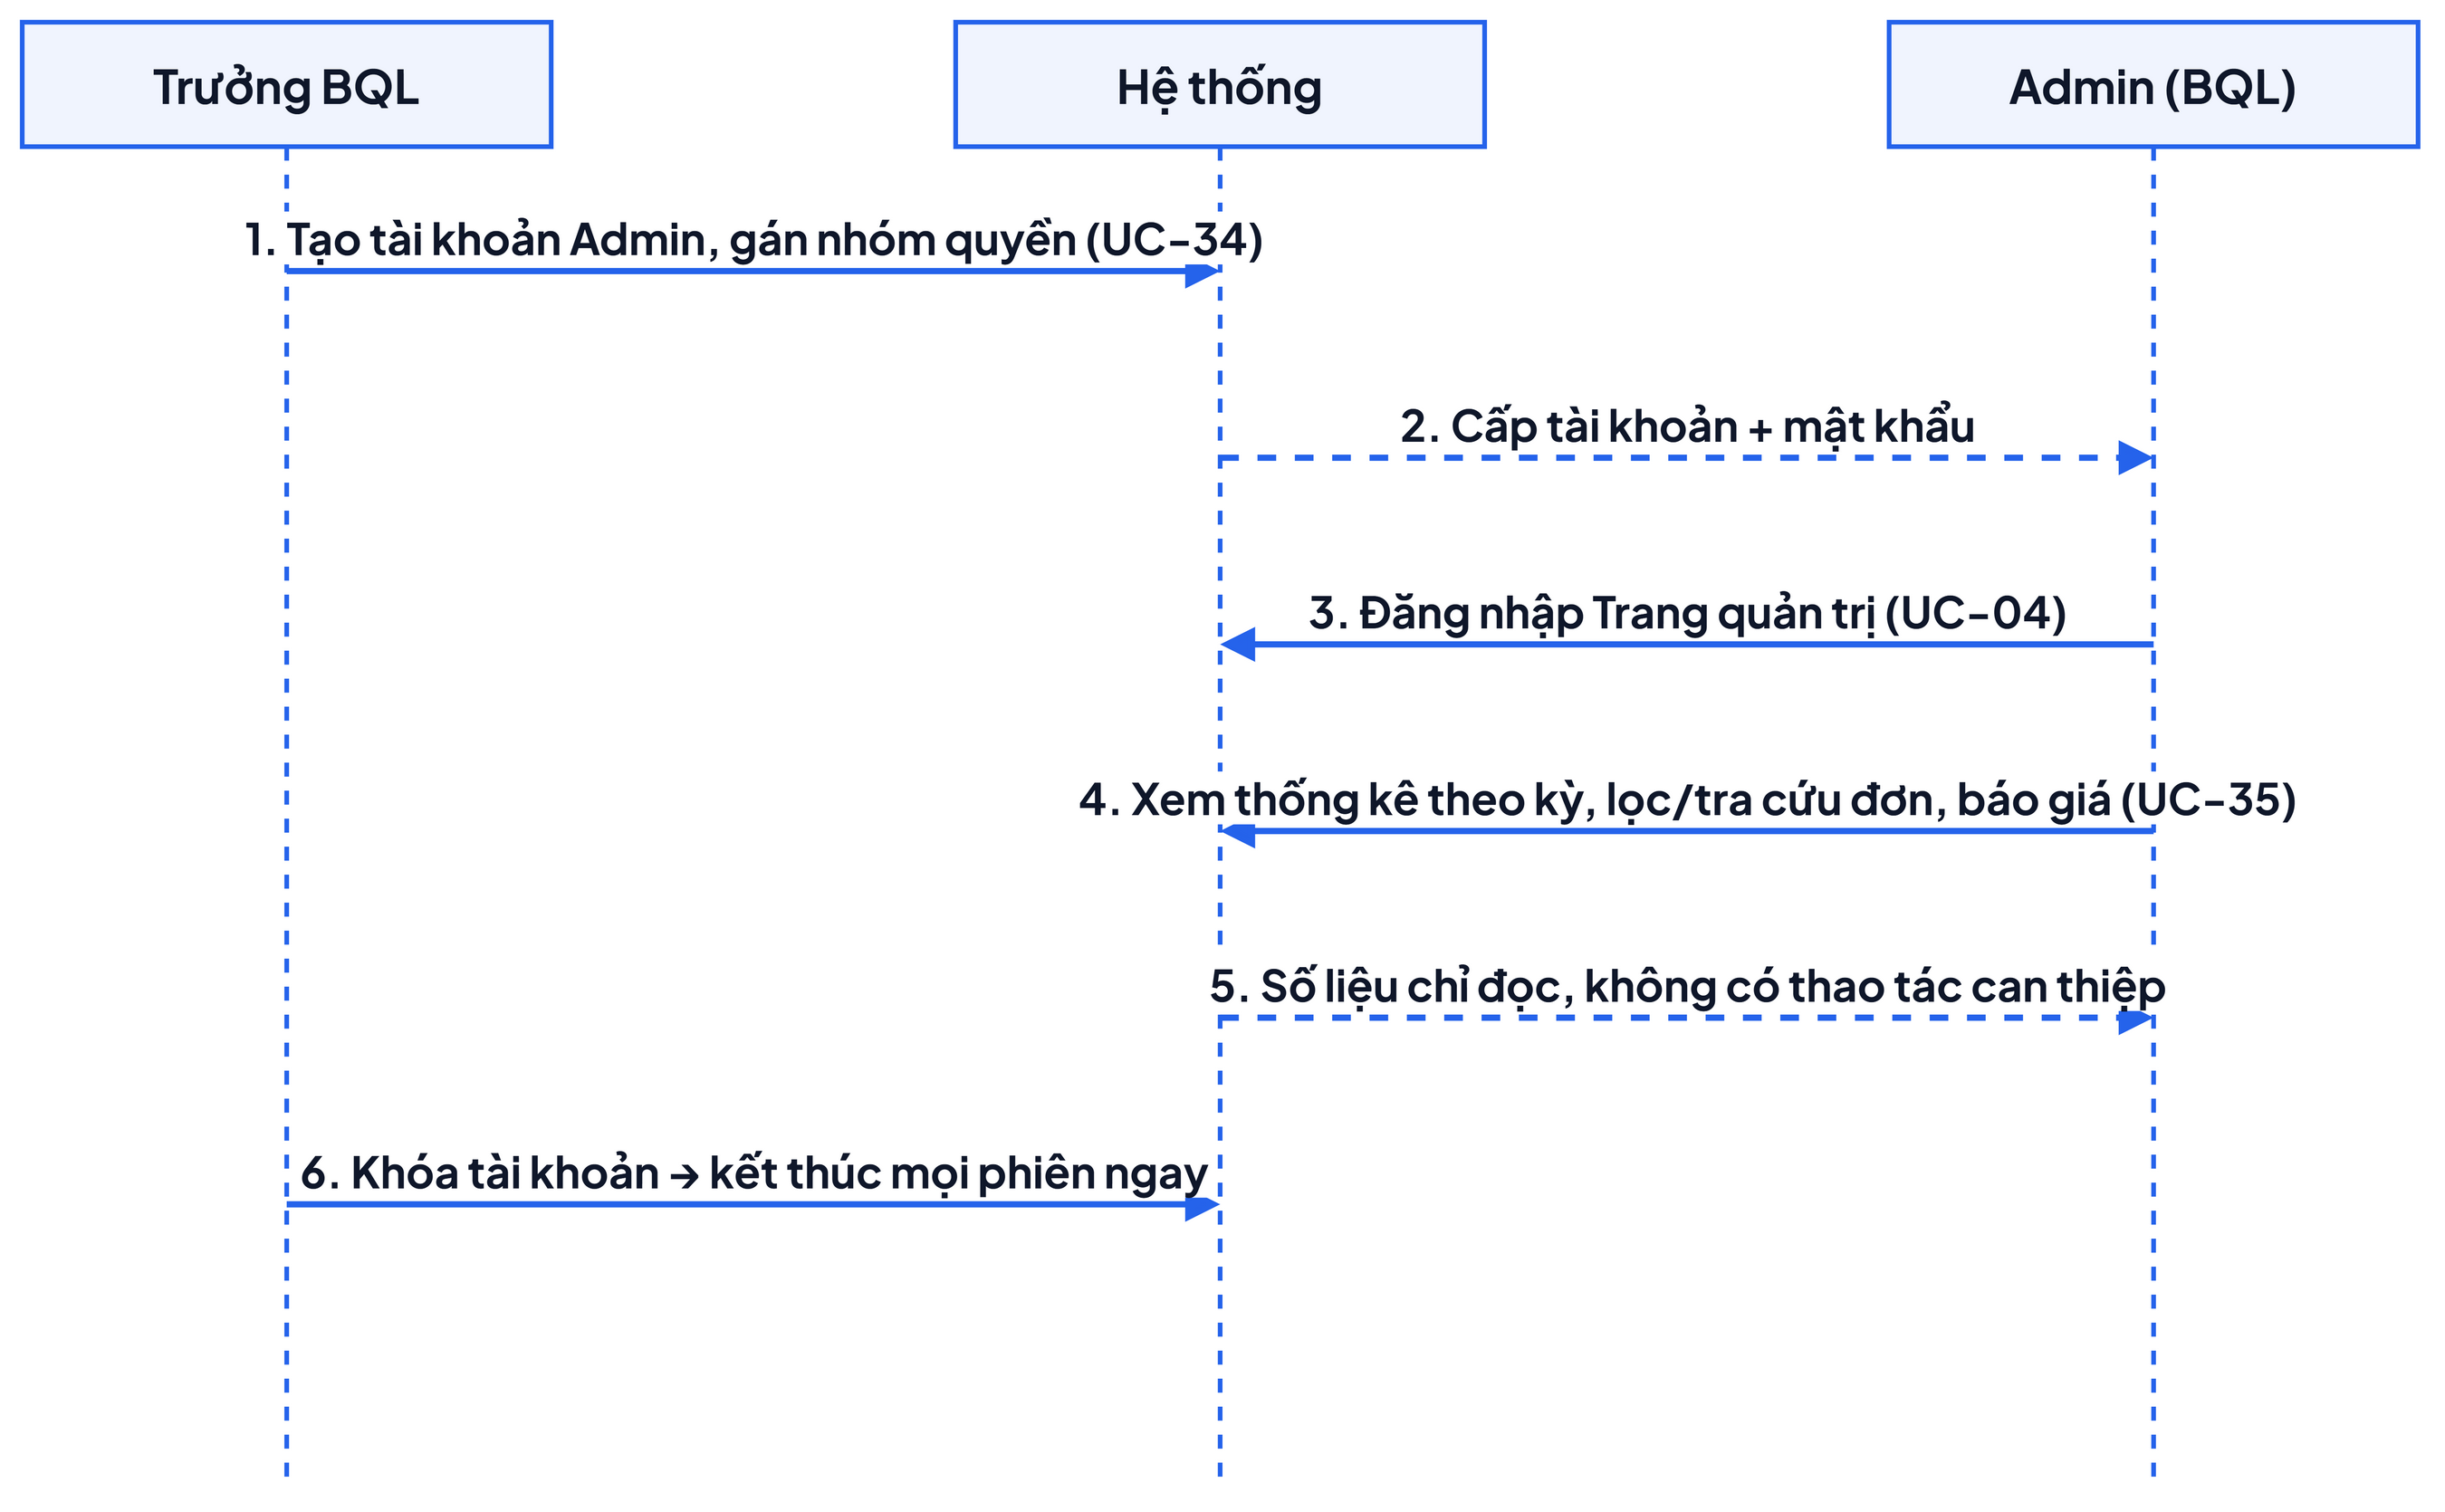 Trưởng BQL
Hệ thống
Admin (BQL)
1. Tạo tài khoản Admin, gán nhóm quyền (UC-34)
2. Cấp tài khoản + mật khẩu
3. Đăng nhập Trang quản trị (UC-04)
4. Xem thống kê theo kỳ, lọc/tra cứu đơn, báo giá (UC-35)
5. Số liệu chỉ đọc, không có thao tác can thiệp
6. Khóa tài khoản → kết thúc mọi phiên ngay